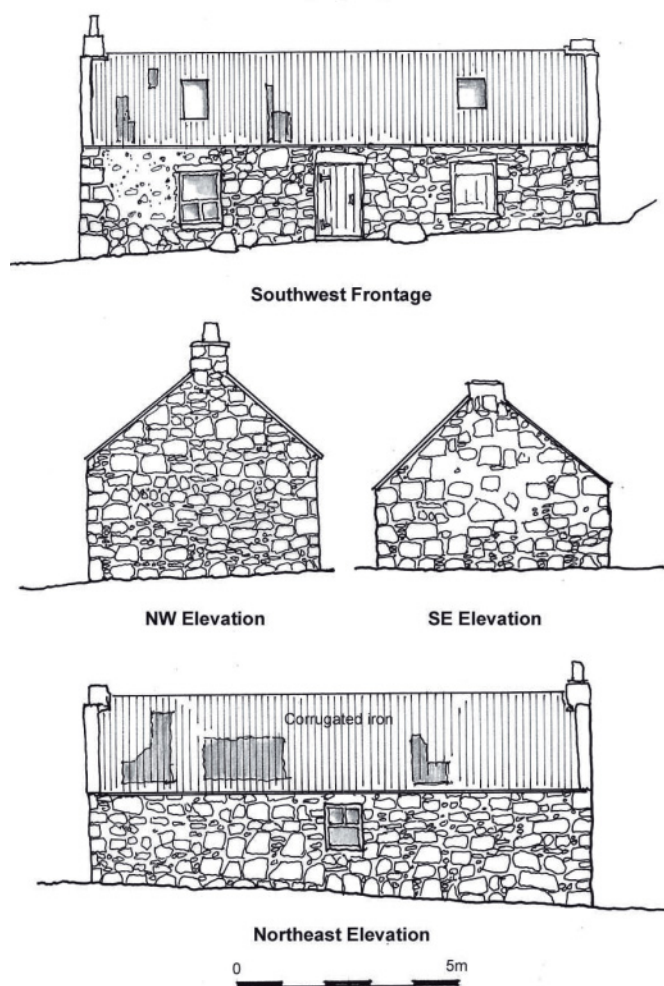 Southwest Frontage
NW Elevation
SE Elevation
Corrugated iron
Northeast Elevation
0 5m